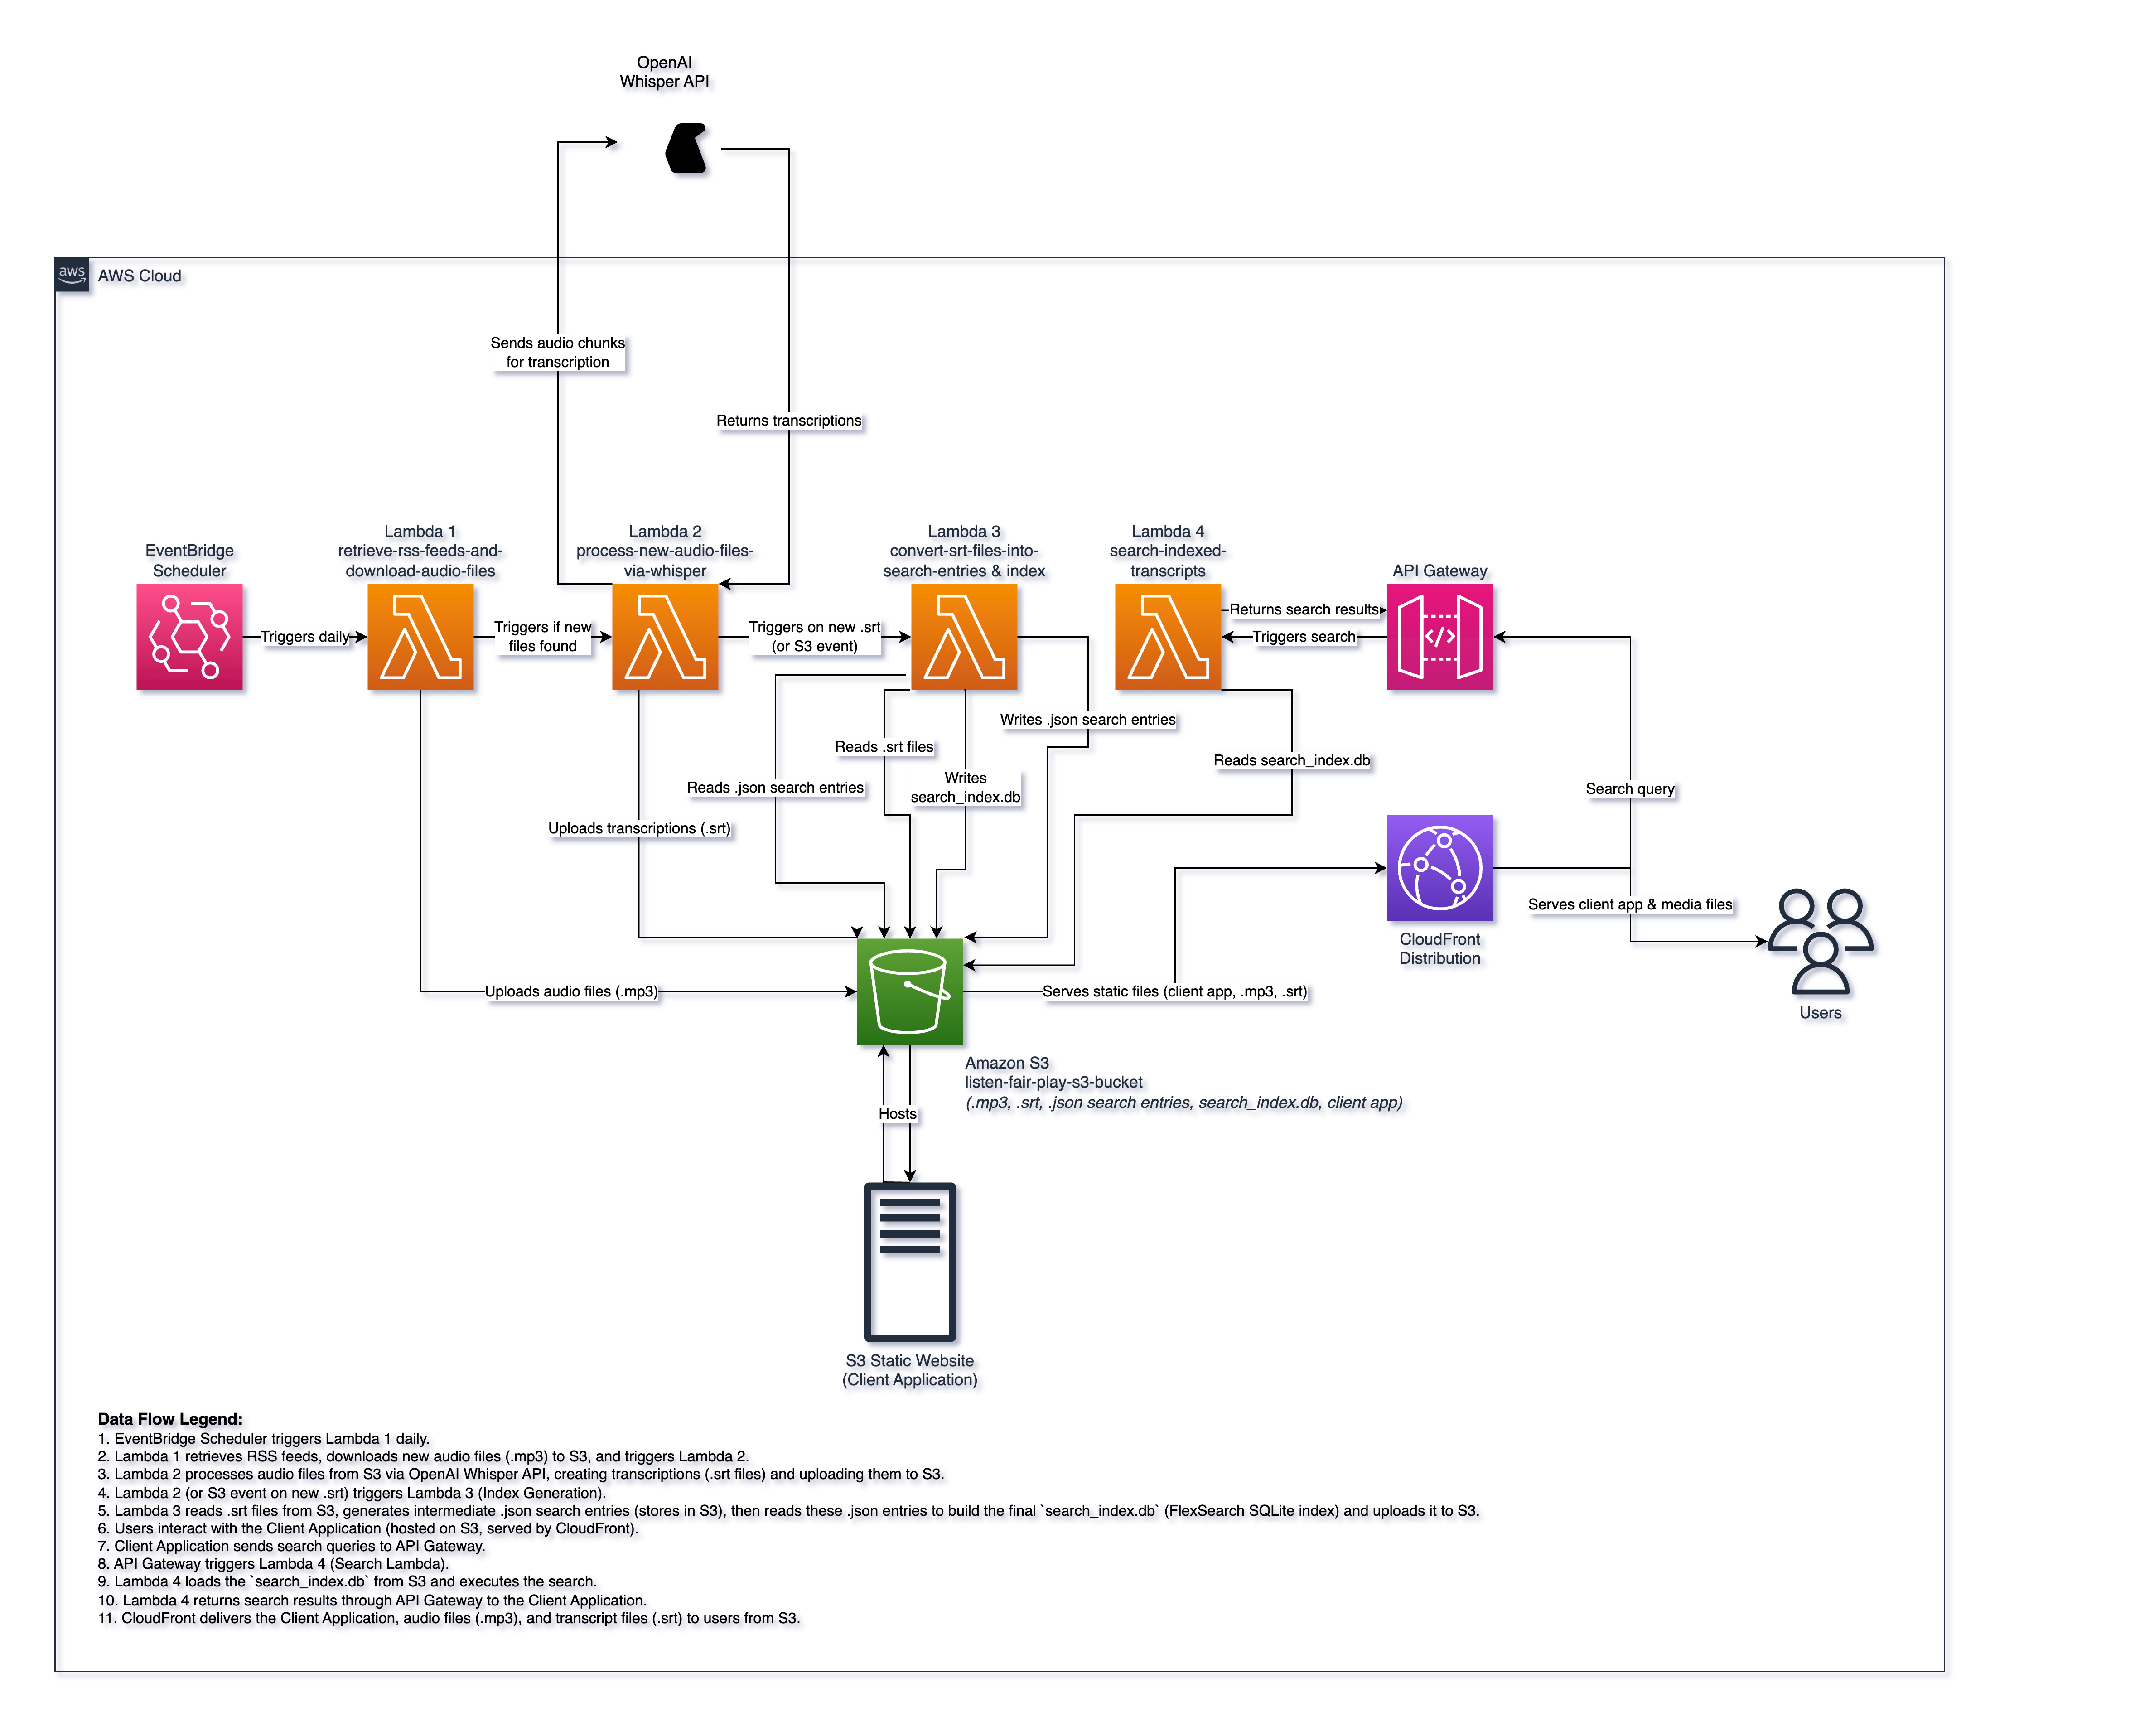 OpenAI
Whisper API
aws
AWS Cloud
Sends audio chunks
for transcription
Returns transcriptions
EventBridge
Scheduler
Triggers daily
Lambda 1
retrieve-rss-feeds-and-
download-audio-files
Triggers if new
files found
Lambda 2
process-new-audio-files-
via-whisper
Triggers on new .srt
(or S3 event)
Lambda 3
convert-srt-files-into-
search-entries & index
Lambda 4
search-indexed-
transcripts
Returns search results
Triggers search
API Gateway
Writes .json search entries
Reads .srt files
Reads search_index.db
Writes
search_index.db
Reads .json search entries
Search query
Uploads transcriptions (.srt)
Serves client app & media files
CloudFront
Distribution
Users
Uploads audio files (.mp3)
Serves static files (client app, .mp3, .srt)
Amazon S3
listen-fair-play-s3-bucket
(.mp3, .srt, .json search entries, search_index.db, client app)
Hosts
S3 Static Website
(Client Application)
Data Flow Legend:
1. EventBridge Scheduler triggers Lambda 1 daily.
2. Lambda 1 retrieves RSS feeds, downloads new audio files (.mp3) to S3, and triggers Lambda 2.
3. Lambda 2 processes audio files from S3 via OpenAI Whisper API, creating transcriptions (.srt files) and uploading them to S3.
4. Lambda 2 (or S3 event on new .srt) triggers Lambda 3 (Index Generation).
5. Lambda 3 reads .srt files from S3, generates intermediate .json search entries (stores in S3), then reads these .json entries to build the final `search_index.db` (FlexSearch SQLite index) and uploads it to S3.
6. Users interact with the Client Application (hosted on S3, served by CloudFront).
7. Client Application sends search queries to API Gateway.
8. API Gateway triggers Lambda 4 (Search Lambda).
9. Lambda 4 loads the `search_index.db` from S3 and executes the search.
10. Lambda 4 returns search results through API Gateway to the Client Application.
11. CloudFront delivers the Client Application, audio files (.mp3), and transcript files (.srt) to users from S3.